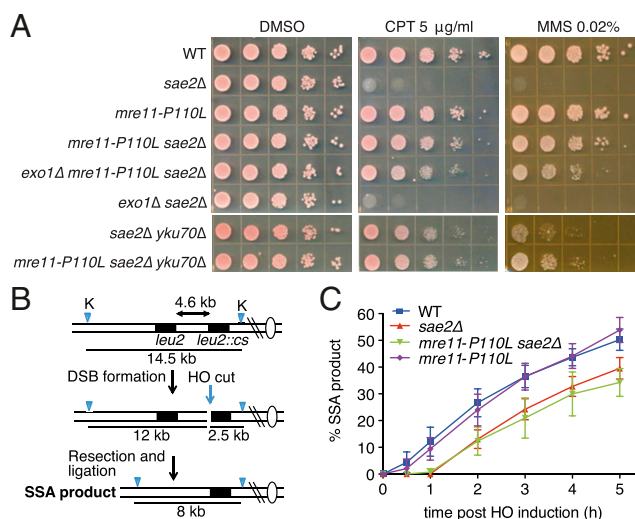 A
DMSO CPT 5 μg/ml MMS 0.02%
WT
sae2Δ
mre11-P110L
mre11-P110L sae2Δ
exo1Δ mre11-P110L sae2Δ
exo1Δ sae2Δ
sae2Δ yku70Δ
mre11-P110L sae2Δ yku70Δ
B
K 4.6 kb K
leu2 leu2::cs
14.5 kb
DSB formation HO cut
12 kb 2.5 kb
Resection and
ligation
SSA product
8 kb
C
WT
sae2Δ
mre11-P110L sae2Δ
mre11-P110L
% SSA product
60
50
40
30
20
10
0
0 1 2 3 4 5
time post HO induction (h)